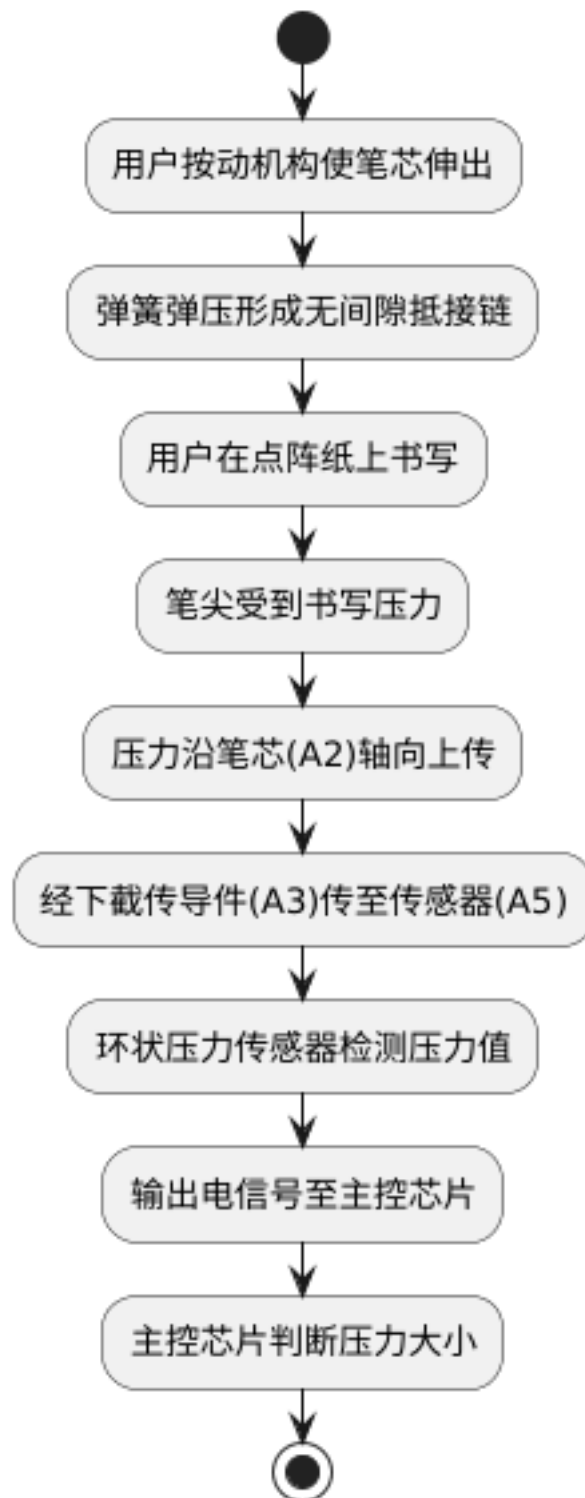 用户按动机构使笔芯伸出
弹簧弹压形成无间隙抵接链
用户在点阵纸上书写
笔尖受到书写压力
压力沿笔芯(A2)轴向上传
经下截传导件(A3)传至传感器(A5)
环状压力传感器检测压力值
输出电信号至主控芯片
主控芯片判断压力大小